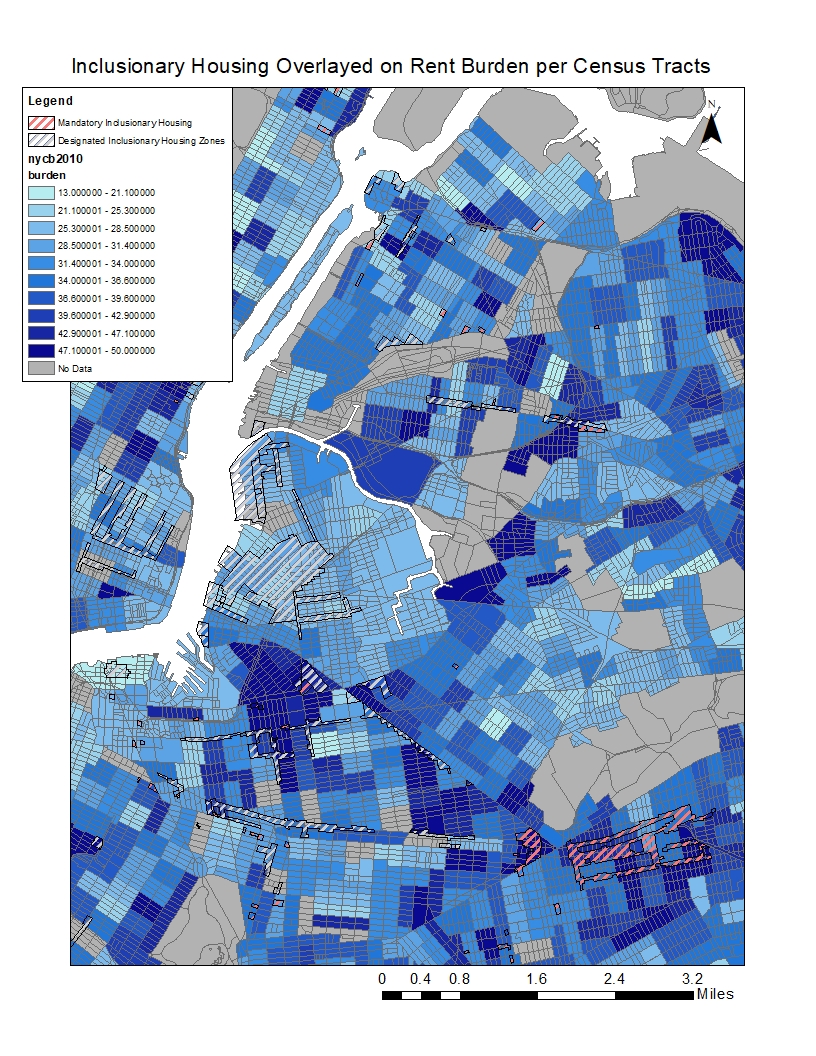 Inclusionary Housing Overlayed on Rent Burden per Census Tracts
Legend
Mandatory Inclusionary Housing
Designated Inclusionary Housing Zones
nycb2010
burden
13.000000 - 21.100000
21.100001 - 25.300000
25.300001 - 28.500000
28.500001 - 31.400000
31.400001 - 34.000000
34.000001 - 36.600000
36.600001 - 39.600000
39.600001 - 42.900000
42.900001 - 47.100000
47.100001 - 50.000000
No Data
N
0 0.4 0.8 1.6 2.4 3.2
Miles